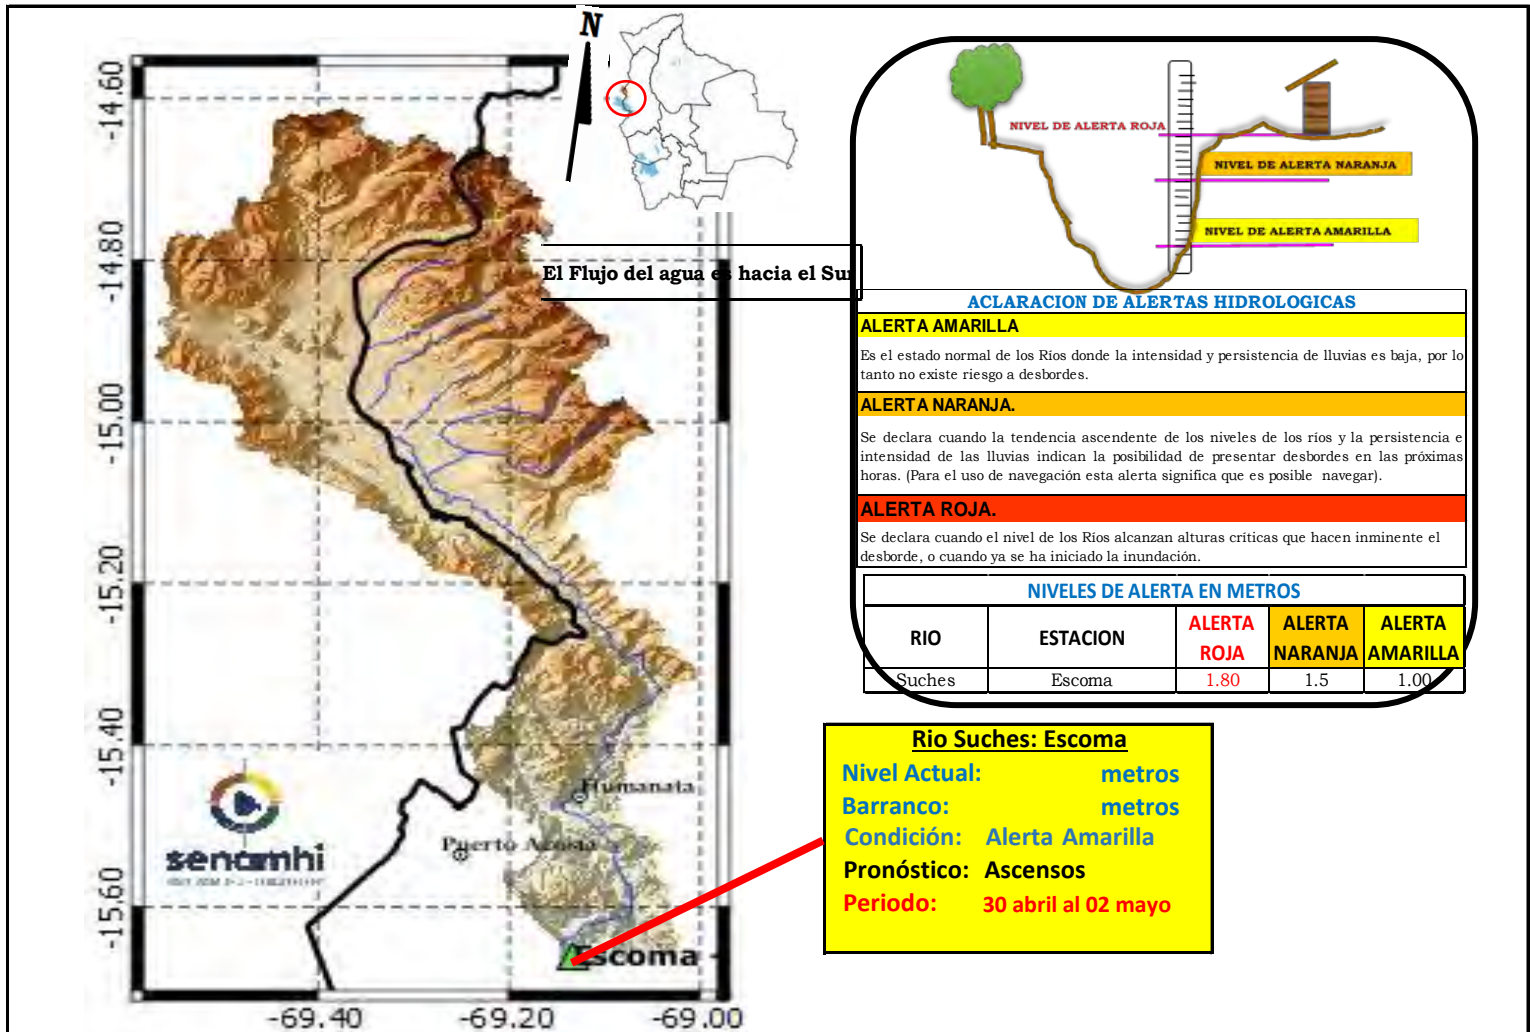 N
-14.60
-14.80
-15.00
-15.20
-15.40
-15.60
-69.40
-69.20
-69.00
El Flujo del agua es hacia el Sur
Humanata
Puerto Acosta
Escoma
senamhi
NIVEL DE ALERTA ROJA
NIVEL DE ALERTA NARANJA
NIVEL DE ALERTA AMARILLA
ACLARACION DE ALERTAS HIDROLOGICAS
ALERTA AMARILLA
Es el estado normal de los Ríos donde la intensidad y persistencia de lluvias es baja, por lo
tanto no existe riesgo a desbordes.
ALERTA NARANJA.
Se declara cuando la tendencia ascendente de los niveles de los ríos y la persistencia e
intensidad de las lluvias indican la posibilidad de presentar desbordes en las próximas
horas. (Para el uso de navegación esta alerta significa que es posible navegar).
ALERTA ROJA.
Se declara cuando el nivel de los Ríos alcanzan alturas críticas que hacen inminente el
desborde, o cuando ya se ha iniciado la inundación.
NIVELES DE ALERTA EN METROS
RIO ESTACION ALERTA ROJA ALERTA NARANJA ALERTA AMARILLA
Suches Escoma 1.80 1.5 1.00
Rio Suches: Escoma
Nivel Actual: metros
Barranco: metros
Condición: Alerta Amarilla
Pronóstico: Ascensos
Periodo: 30 abril al 02 mayo